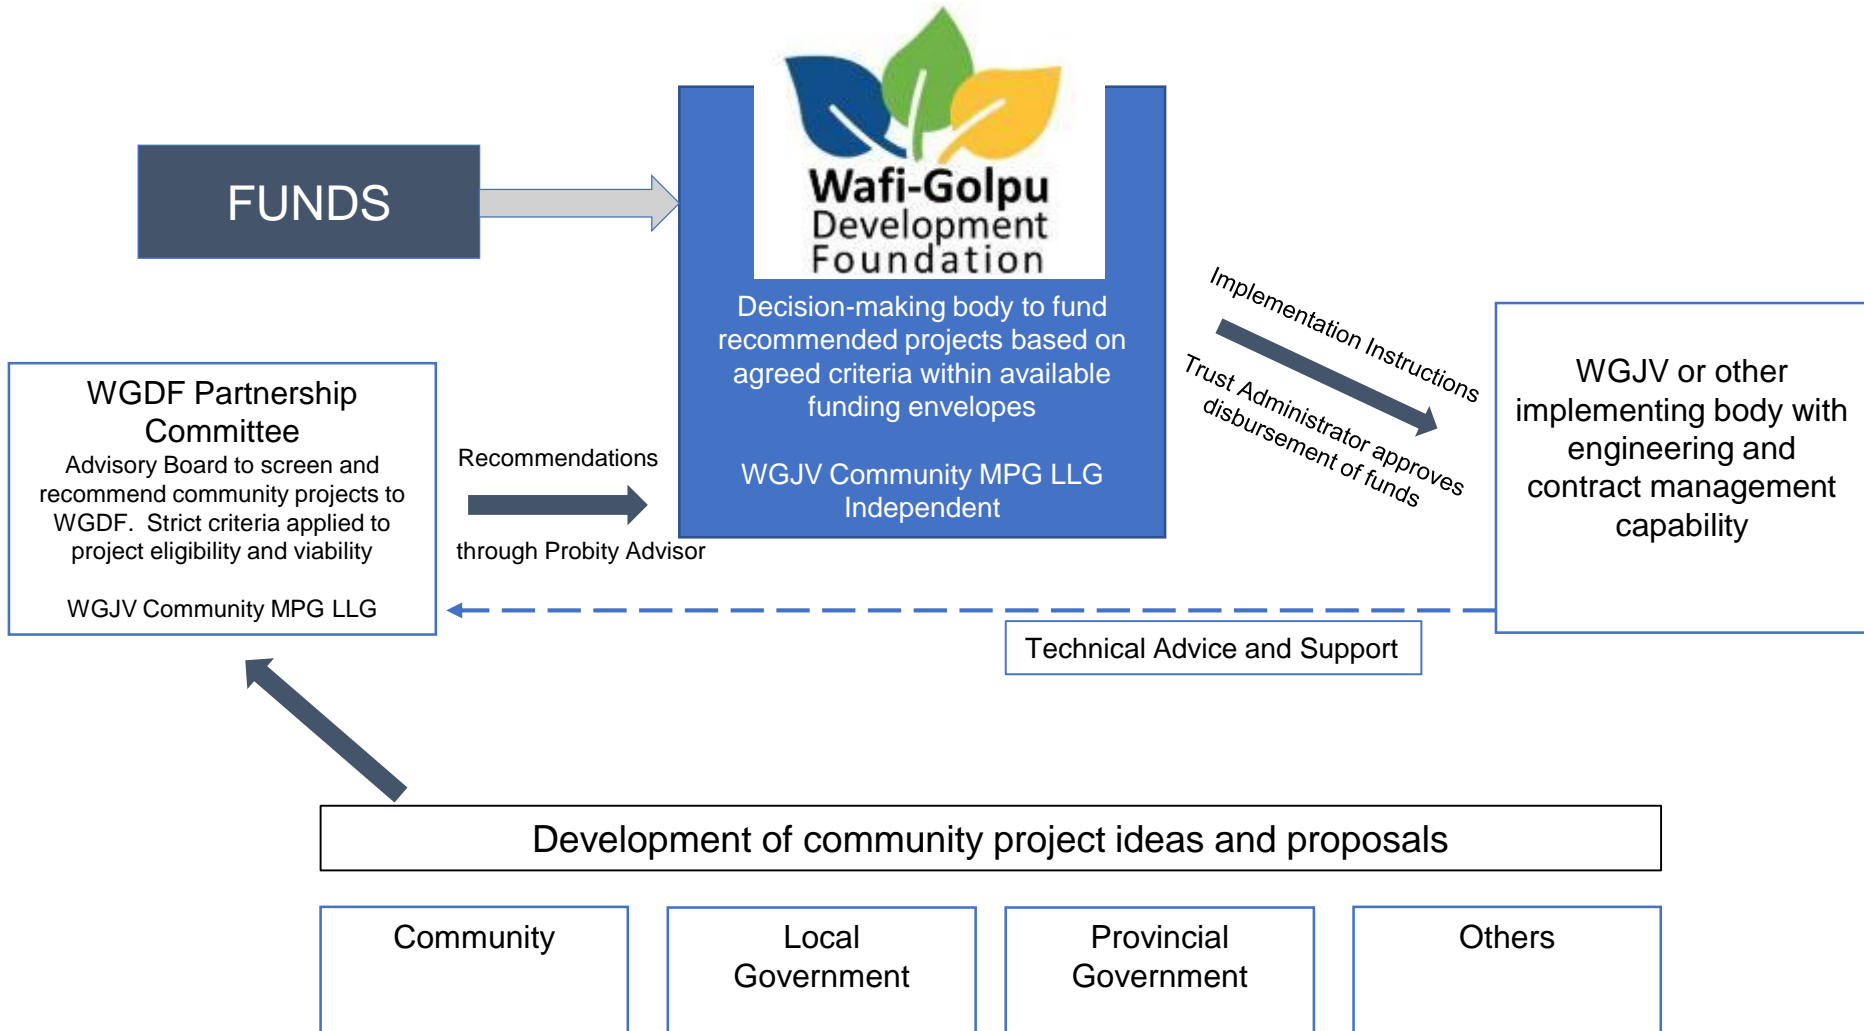 FUNDS
Wafi-Golpu
Development
Foundation
Decision-making body to fund
recommended projects based on
agreed criteria within available
funding envelopes
WGJV Community MPG LLG
Independent
WGDF Partnership
Committee
Advisory Board to screen and
recommend community projects to
WGDF.  Strict criteria applied to
project eligibility and viability
WGJV Community MPG LLG
Recommendations
through Probity Advisor
Implementation Instructions
Trust Administrator approves
disbursement of funds
WGJV or other
implementing body with
engineering and
contract management
capability
Technical Advice and Support
Development of community project ideas and proposals
Community
Local
Government
Provincial
Government
Others